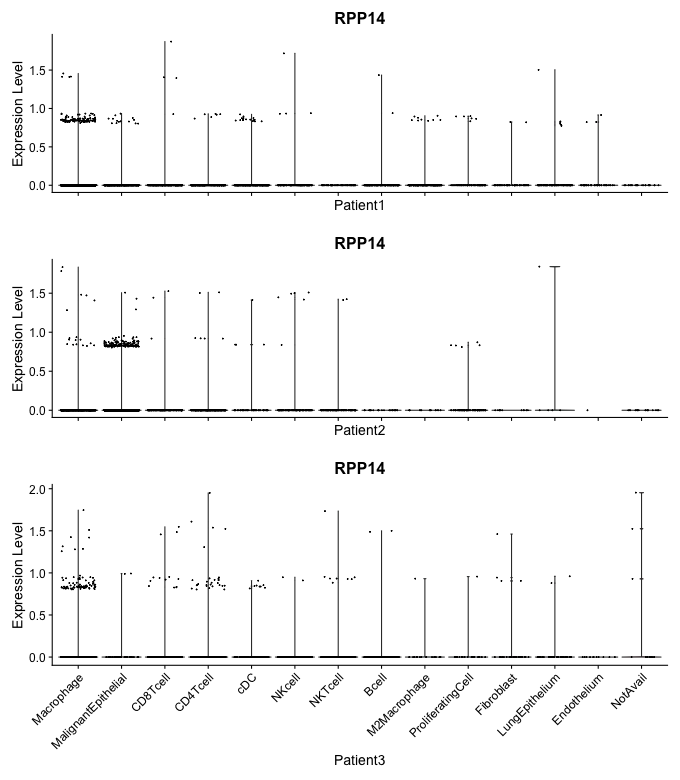 RPP14
Expression Level
1.5
1.0
0.5
0.0
Patient1
RPP14
Expression Level
1.5
1.0
0.5
0.0
Patient2
RPP14
Expression Level
2.0
1.5
1.0
0.5
0.0
Macrophage
MalignantEpithelial
CD8Tcell
CD4Tcell
cDC
NKcell
NKTcell
Bcell
M2Macrophage
ProliferatingCell
Fibroblast
LungEpithelium
Endothelium
NotAvail
Patient3